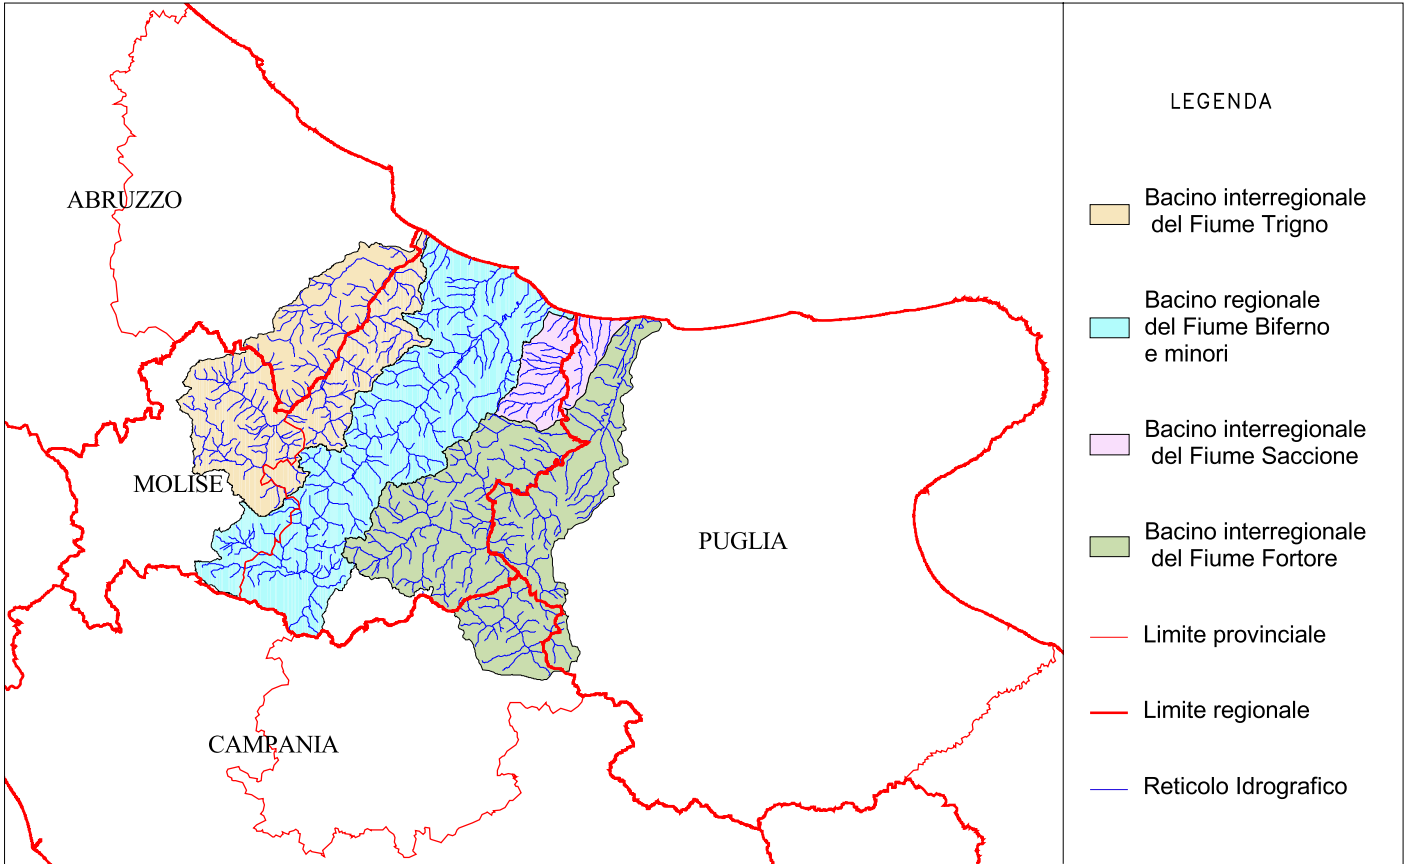 ABRUZZO
MOLISE
PUGLIA
CAMPANIA
LEGENDA
Bacino interregionale
del Fiume Trigno
Bacino regionale
del Fiume Biferno
e minori
Bacino interregionale
del Fiume Saccione
Bacino interregionale
del Fiume Fortore
Limite provinciale
Limite regionale
Reticolo Idrografico